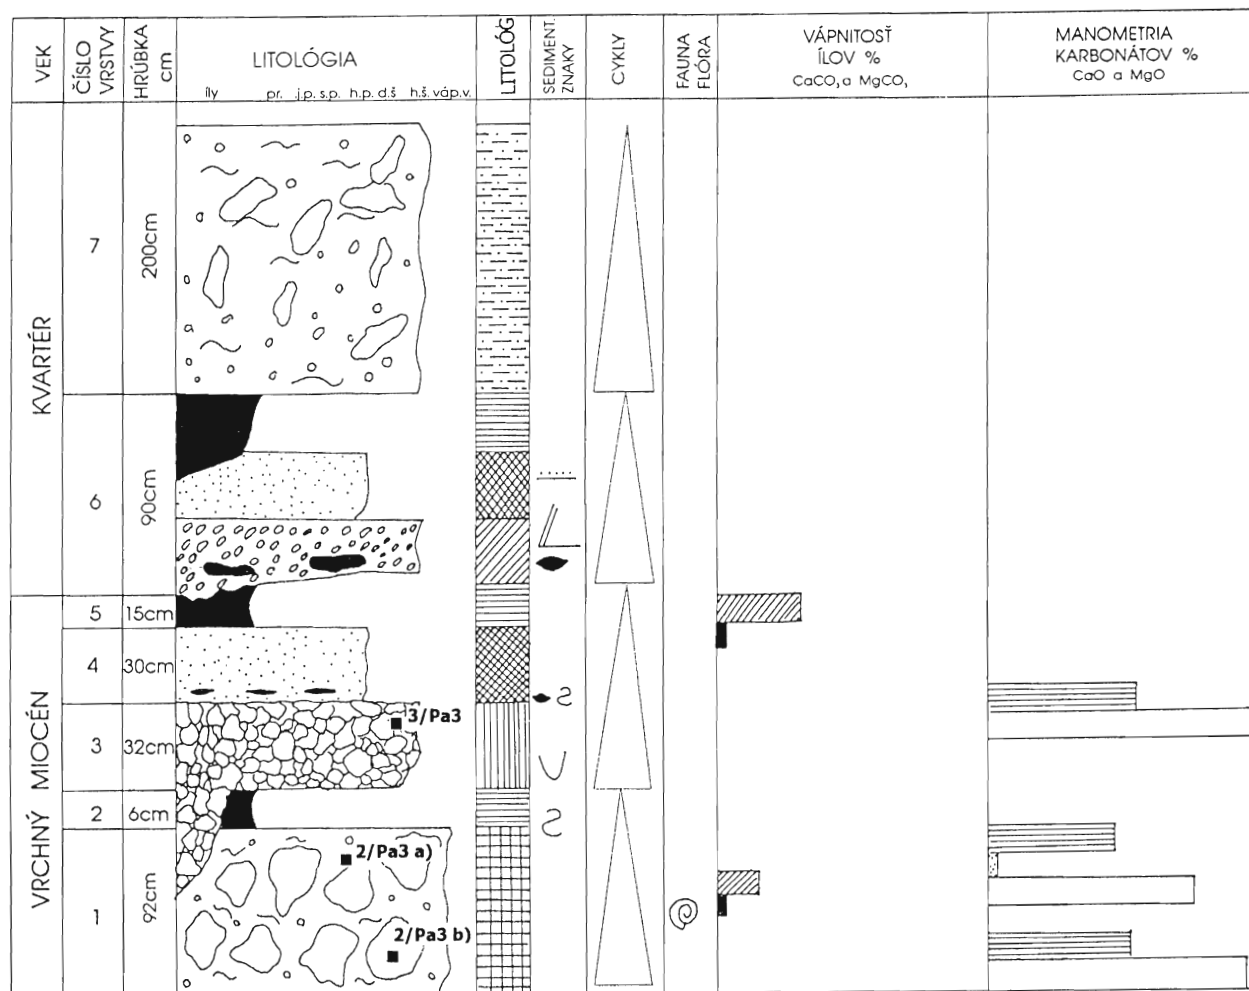 VEK
ČÍSLO
VRSTVY
HRÚBKA
cm
LITOLÓGIA
íly pr. .j.p. s.p. h.p. d.š h.š. váp.v.
LITOLÓG
SEDIMENT.
ZNAKY
CYKLY
FAUNA
FLÓRA
VÁPNITOSŤ
ÍLOV %
CaCO, a MgCO,
MANOMETRIA
KARBONÁTOV %
CaO a MgO
KVARTÉR
7
200cm
6
90cm
VRCHNÝ MIOCÉN
5
15cm
4
30cm
3
32cm
3/Pa3
2
6cm
1
92cm
2/Pa3 a)
2/Pa3 b)